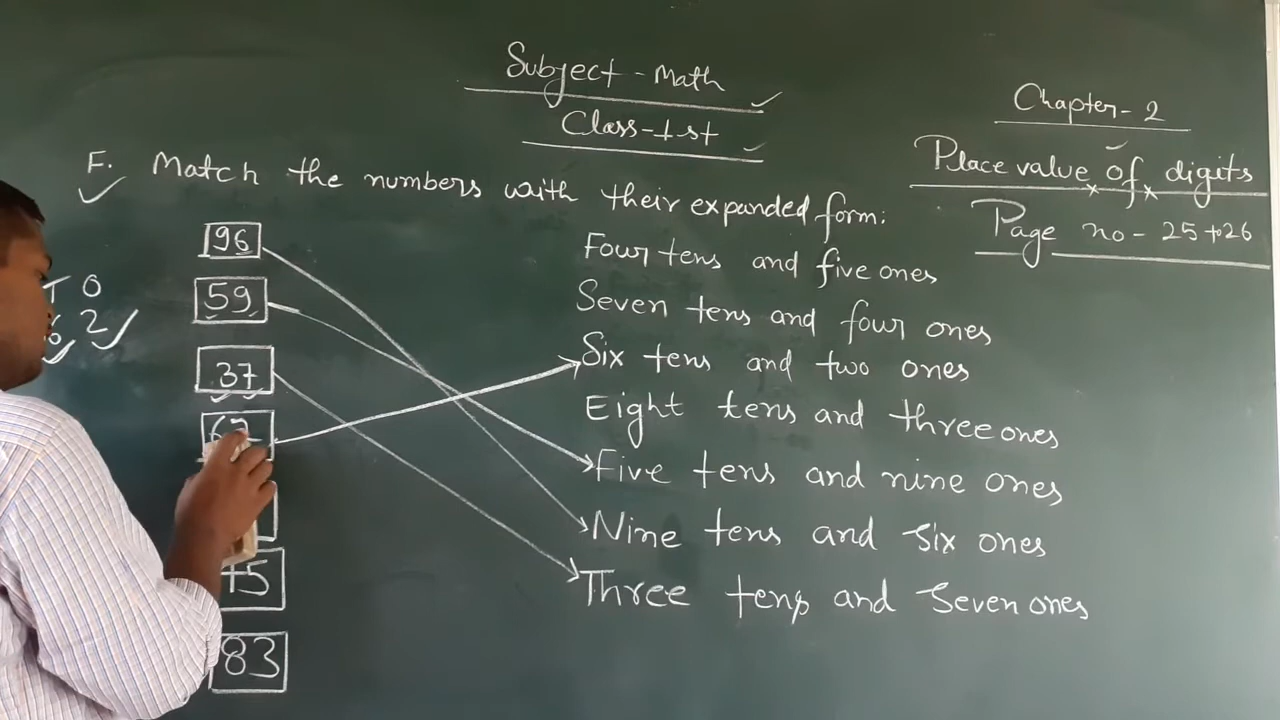 Subject - Math
Class - 1st
Chapter - 2
Place value of digits
Page no - 25+26
F. Match the numbers with their expanded form:
96
Four tens and five ones
T O
6 2
59
Seven tens and four ones
37
Six tens and two ones
62
Eight tens and three ones
Five tens and nine ones
Nine tens and six ones
45
Three tens and Seven ones
83